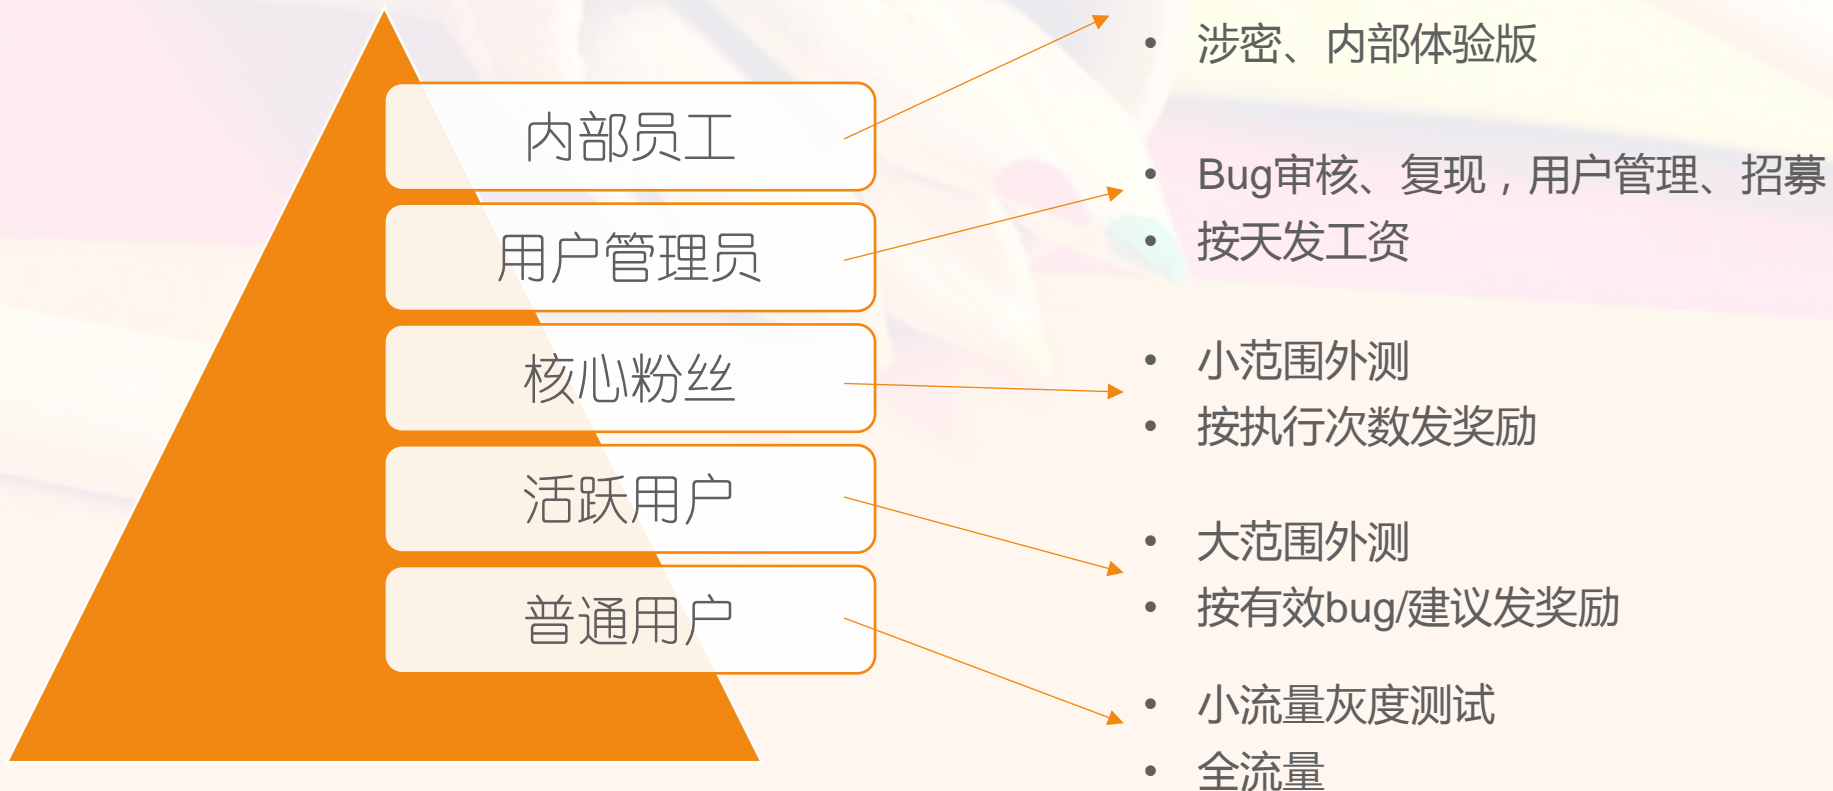 内部员工
用户管理员
核心粉丝
活跃用户
普通用户
• 涉密、内部体验版
• Bug审核、复现，用户管理、招募
• 按天发工资
• 小范围外测
• 按执行次数发奖励
• 大范围外测
• 按有效bug/建议发奖励
• 小流量灰度测试
• 全流量